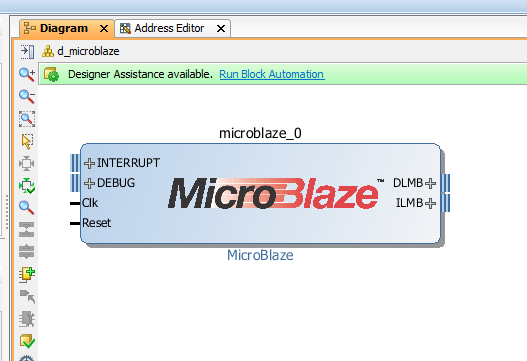 Diagram
Address Editor
d_microblaze
Designer Assistance available. Run Block Automation
microblaze_0
INTERRUPT
DEBUG
Clk
Reset
MicroBlaze™
DLMB
ILMB
MicroBlaze